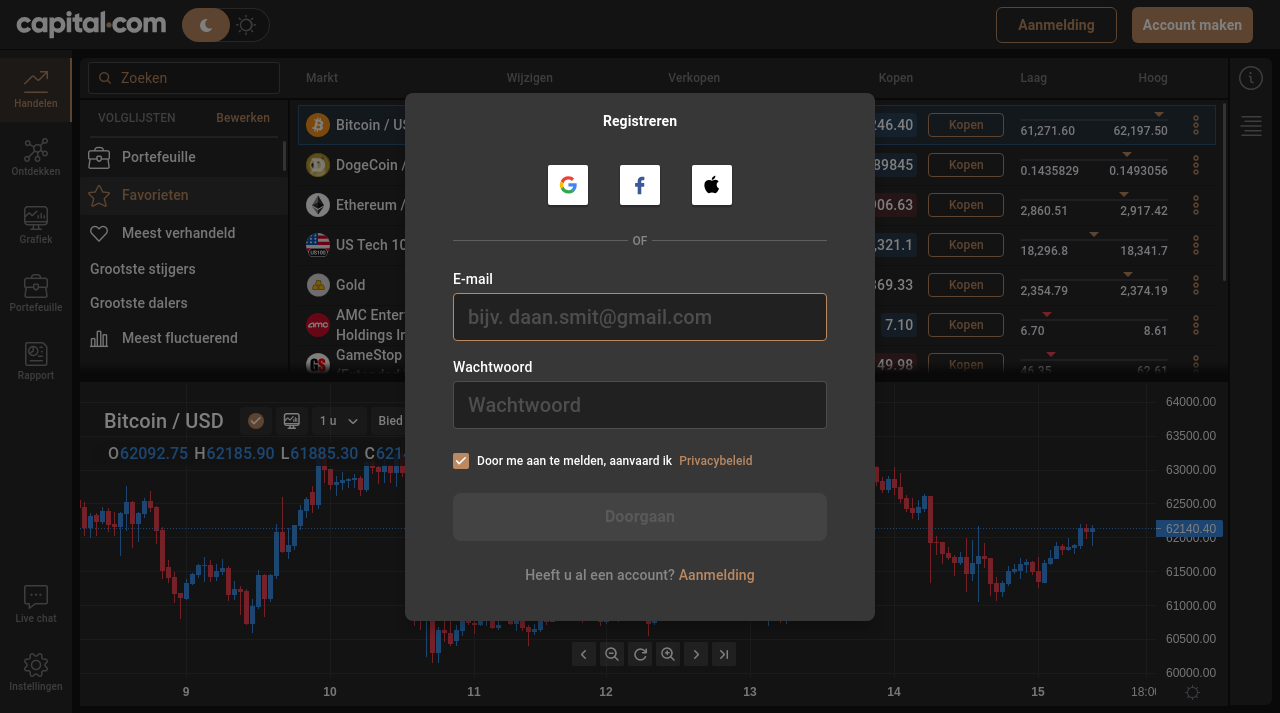 capital.com
Aanmelding
Account maken
Handelen
Ontdekken
Grafiek
Portefeuille
Rapport
Live chat
Instellingen
Zoeken
VOLGLIJSTEN Bewerken
Portefeuille
Favorieten
Meest verhandeld
Grootste stijgers
Grootste dalers
Meest fluctuerend
Markt Wijzigen Verkopen Kopen Laag Hoog
Bitcoin / 246.40 Kopen 61,271.60 62,197.50
DogeCoin / 89845 Kopen 0.1435829 0.1493056
Ethereum / 906.63 Kopen 2,860.51 2,917.42
US Tech 10 ,321.1 Kopen 18,296.8 18,341.7
Gold 369.33 Kopen 2,354.79 2,374.19
AMC Enter
Holdings In 7.10 Kopen 6.70 8.61
GameStop 49.98 Kopen 46.35 62.61
Registreren
OF
E-mail
bijv. daan.smit@gmail.com
Wachtwoord
Wachtwoord
Door me aan te melden, aanvaard ik Privacybeleid
Doorgaan
Heeft u al een account? Aanmelding
Bitcoin / USD 1 u Bied
O62092.75 H62185.90 L61885.30 C6214
64000.00
63500.00
63000.00
62500.00
62140.40
62000.00
61500.00
61000.00
60500.00
60000.00
9 10 11 12 13 14 15 18:00